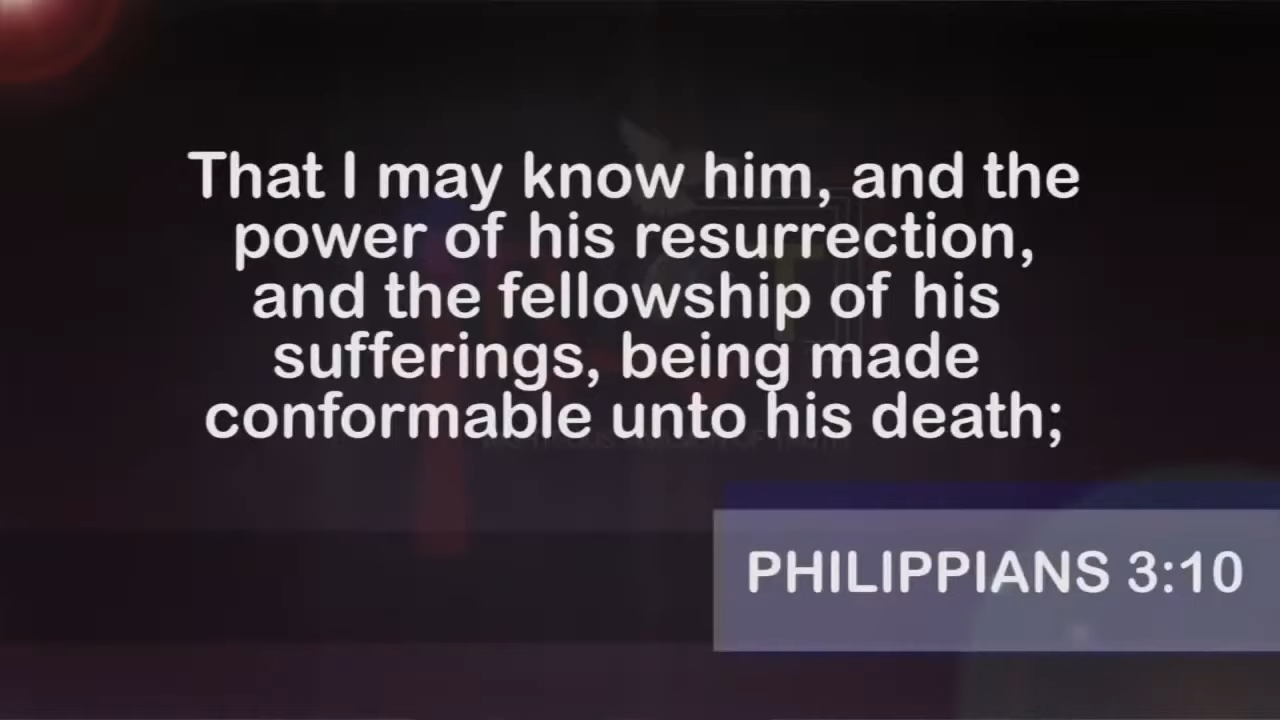 That I may know him, and the
power of his resurrection,
and the fellowship of his
sufferings, being made
conformable unto his death;
PHILIPPIANS 3:10